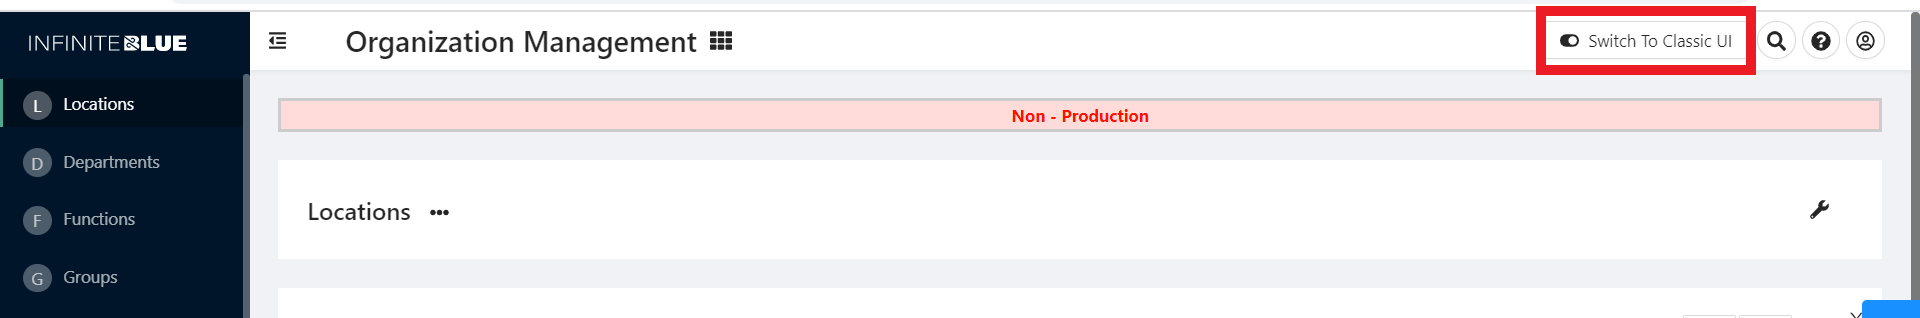 INFINITEBLUE
Organization Management
Switch To Classic UI
L Locations
D Departments
F Functions
G Groups
Non - Production
Locations